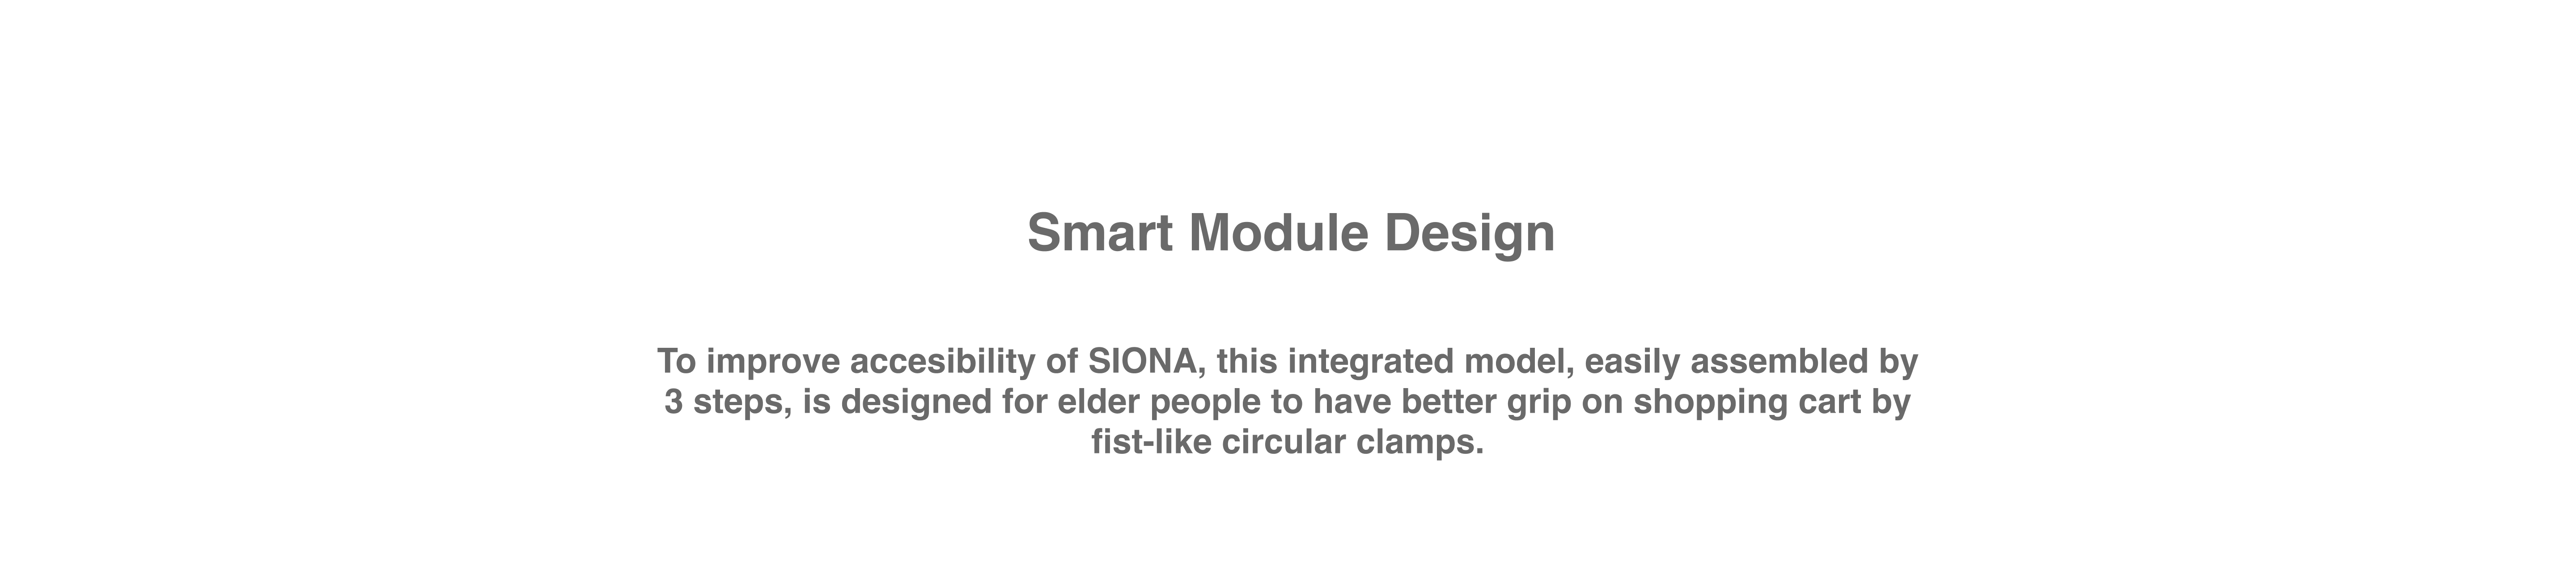 Smart Module Design
To improve accesibility of SIONA, this integrated model, easily assembled by
3 steps, is designed for elder people to have better grip on shopping cart by
fist-like circular clamps.